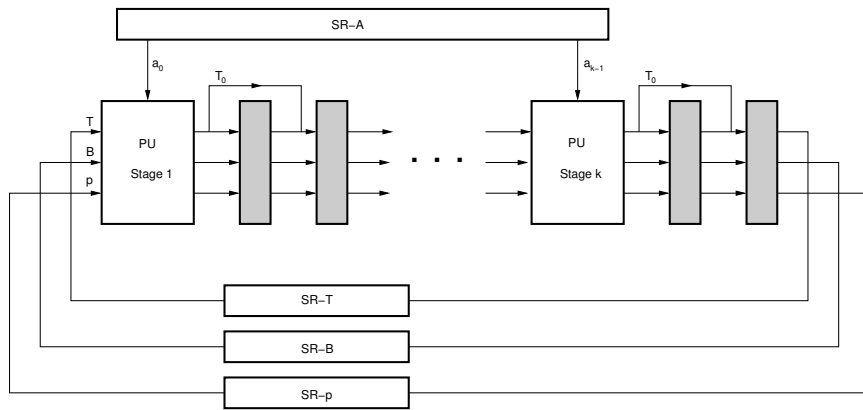 SR−A
a0
ak−1
T0
T0
T
PU
PU
B
Stage 1
. . .
Stage k
p
SR−T
SR−B
SR−p